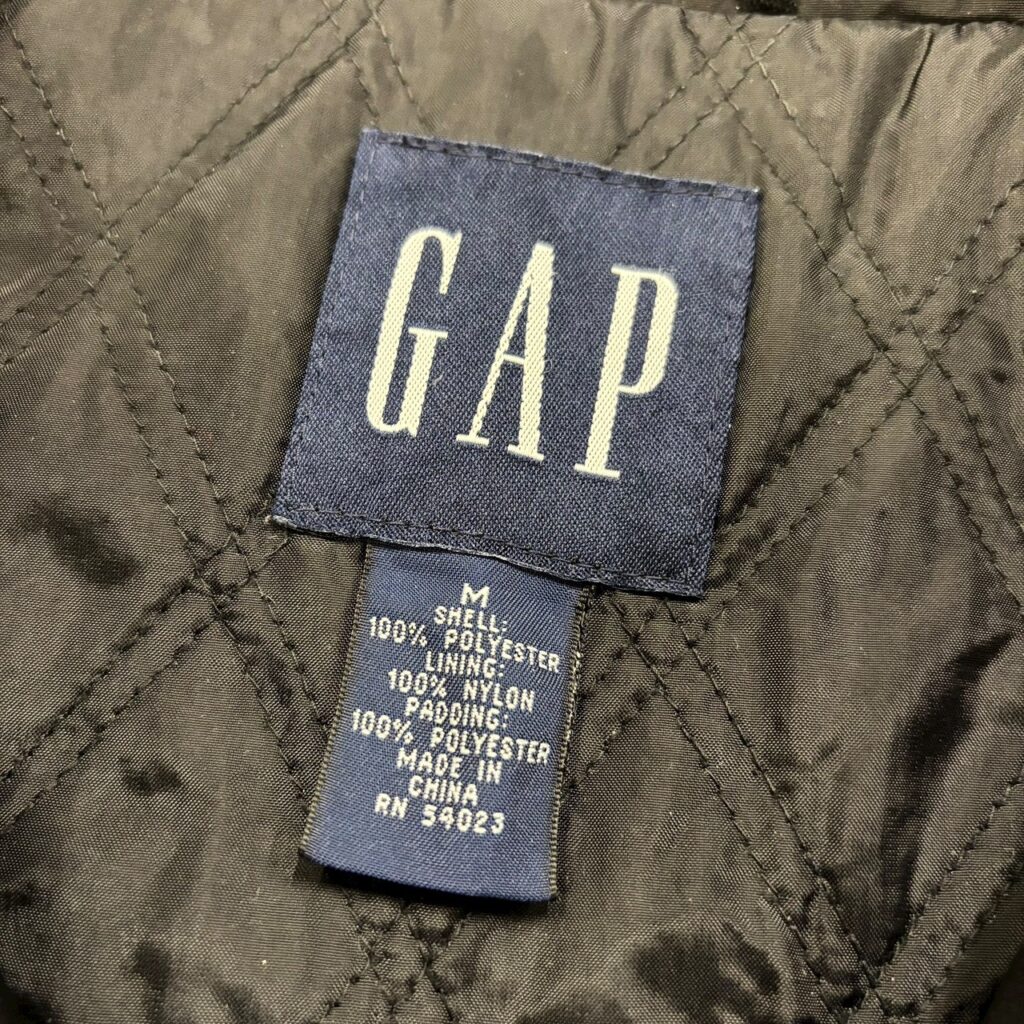 GAP
M
SHELL:
100% POLYESTER
LINING:
100% NYLON
PADDING:
100% POLYESTER
MADE IN
CHINA
RN 54023